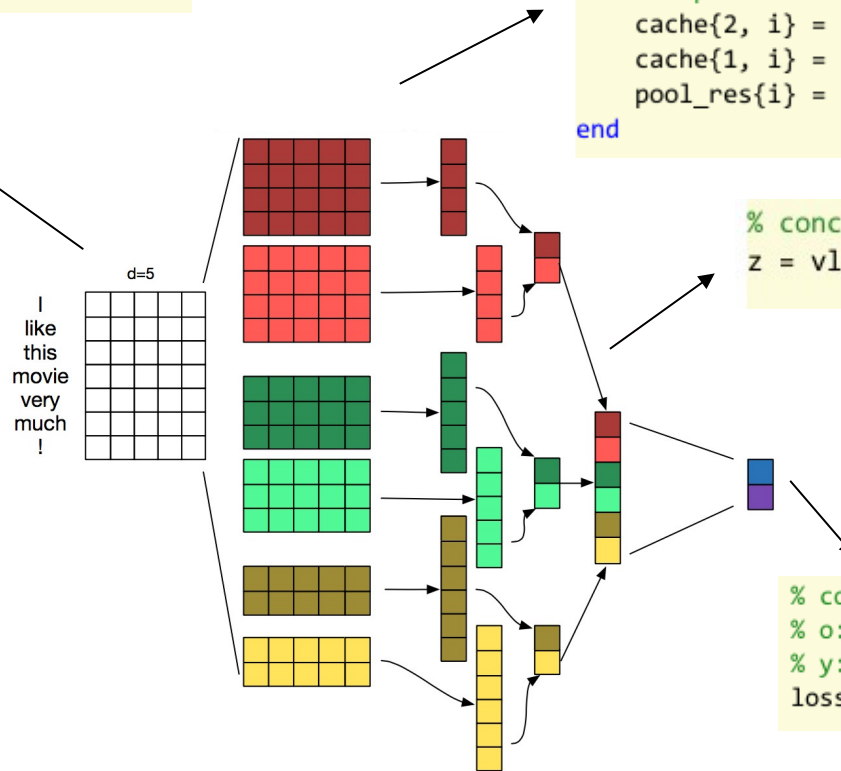 cache{2, i} =
cache{1, i} =
pool_res{i} =
end
% conc
z = vl
d=5
I
like
this
movie
very
much
!
% co
% o:
% y:
loss